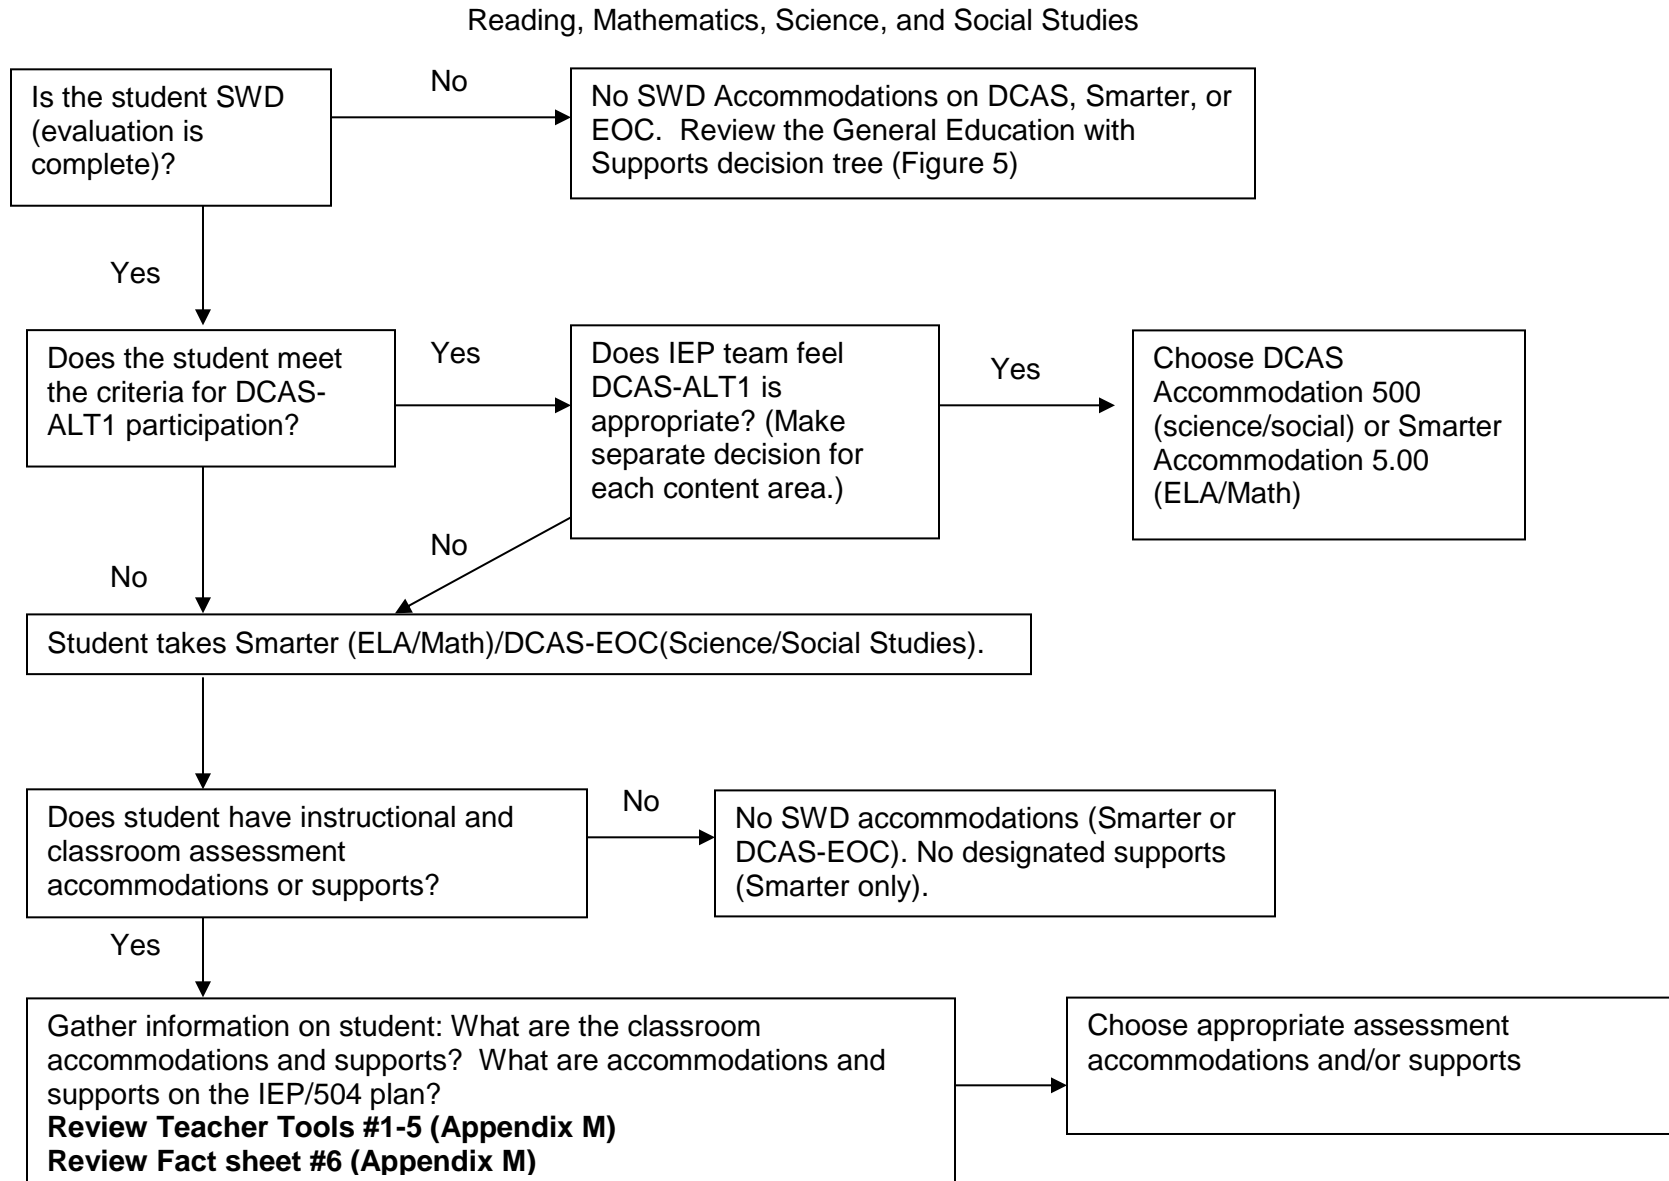 Reading, Mathematics, Science, and Social Studies
Is the student SWD
(evaluation is
complete)?
No
No SWD Accommodations on DCAS, Smarter, or
EOC.  Review the General Education with
Supports decision tree (Figure 5)
Yes
Does the student meet
the criteria for DCAS-
ALT1 participation?
Yes
Does IEP team feel
DCAS-ALT1 is
appropriate? (Make
separate decision for
each content area.)
Yes
Choose DCAS
Accommodation 500
(science/social) or Smarter
Accommodation 5.00
(ELA/Math)
No
No
Student takes Smarter (ELA/Math)/DCAS-EOC(Science/Social Studies).
Does student have instructional and
classroom assessment
accommodations or supports?
No
No SWD accommodations (Smarter or
DCAS-EOC). No designated supports
(Smarter only).
Yes
Gather information on student: What are the classroom
accommodations and supports?  What are accommodations and
supports on the IEP/504 plan?
Review Teacher Tools #1-5 (Appendix M)
Review Fact sheet #6 (Appendix M)
Choose appropriate assessment
accommodations and/or supports